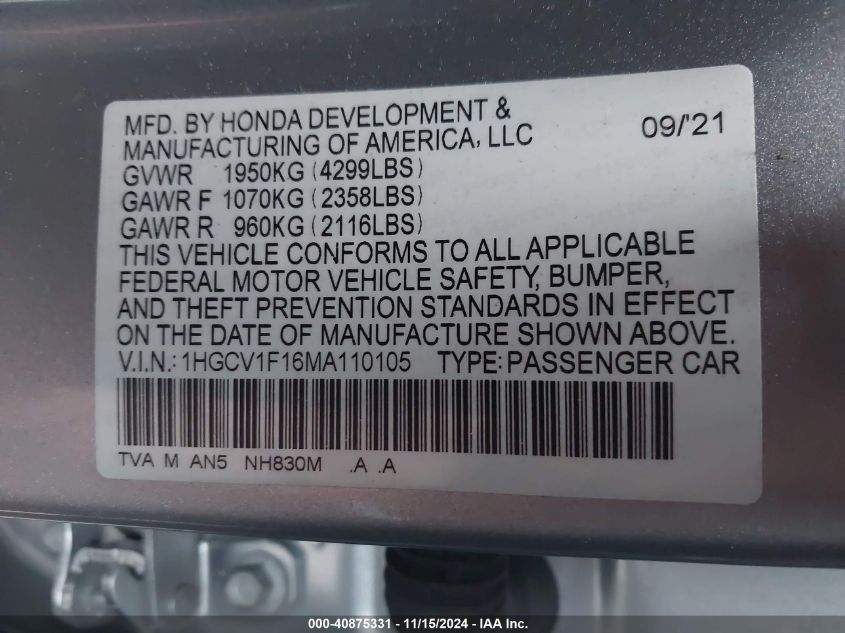 MFD. BY HONDA DEVELOPMENT &
MANUFACTURING OF AMERICA, LLC 09/'21
GVWR 1950KG (4299LBS)
GAWR F 1070KG (2358LBS)
GAWR R 960KG (2116LBS)
THIS VEHICLE CONFORMS TO ALL APPLICABLE
FEDERAL MOTOR VEHICLE SAFETY, BUMPER,
AND THEFT PREVENTION STANDARDS IN EFFECT
ON THE DATE OF MANUFACTURE SHOWN ABOVE.
V.I.N.: 1HGCV1F16MA110105 TYPE: PASSENGER CAR
TVA M AN5 NH830M .A .A
000-40875331 - 11/15/2024 - IAA Inc.